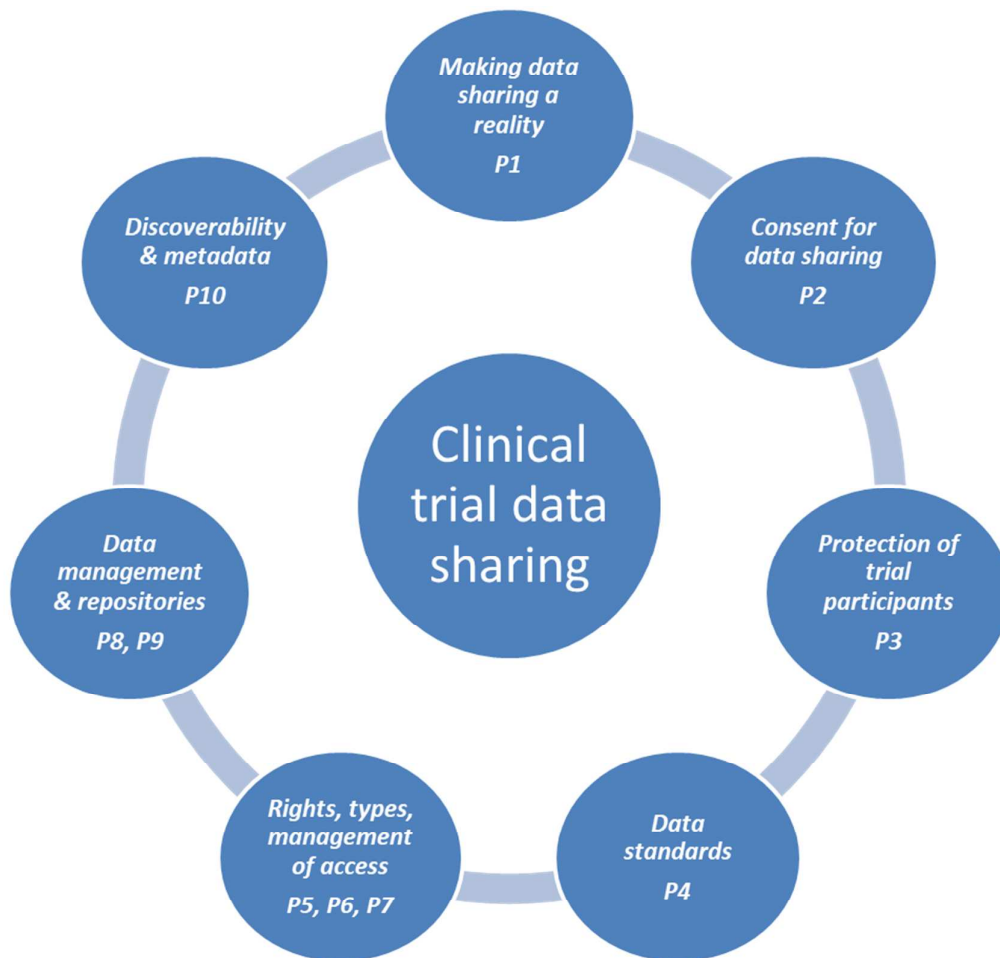 Making data
sharing a
reality
P1
Consent for
data sharing
P2
Protection of
trial
participants
P3
Data
standards
P4
Rights, types,
management
of access
P5, P6, P7
Data
management
& repositories
P8, P9
Discoverability
& metadata
P10
Clinical
trial data
sharing